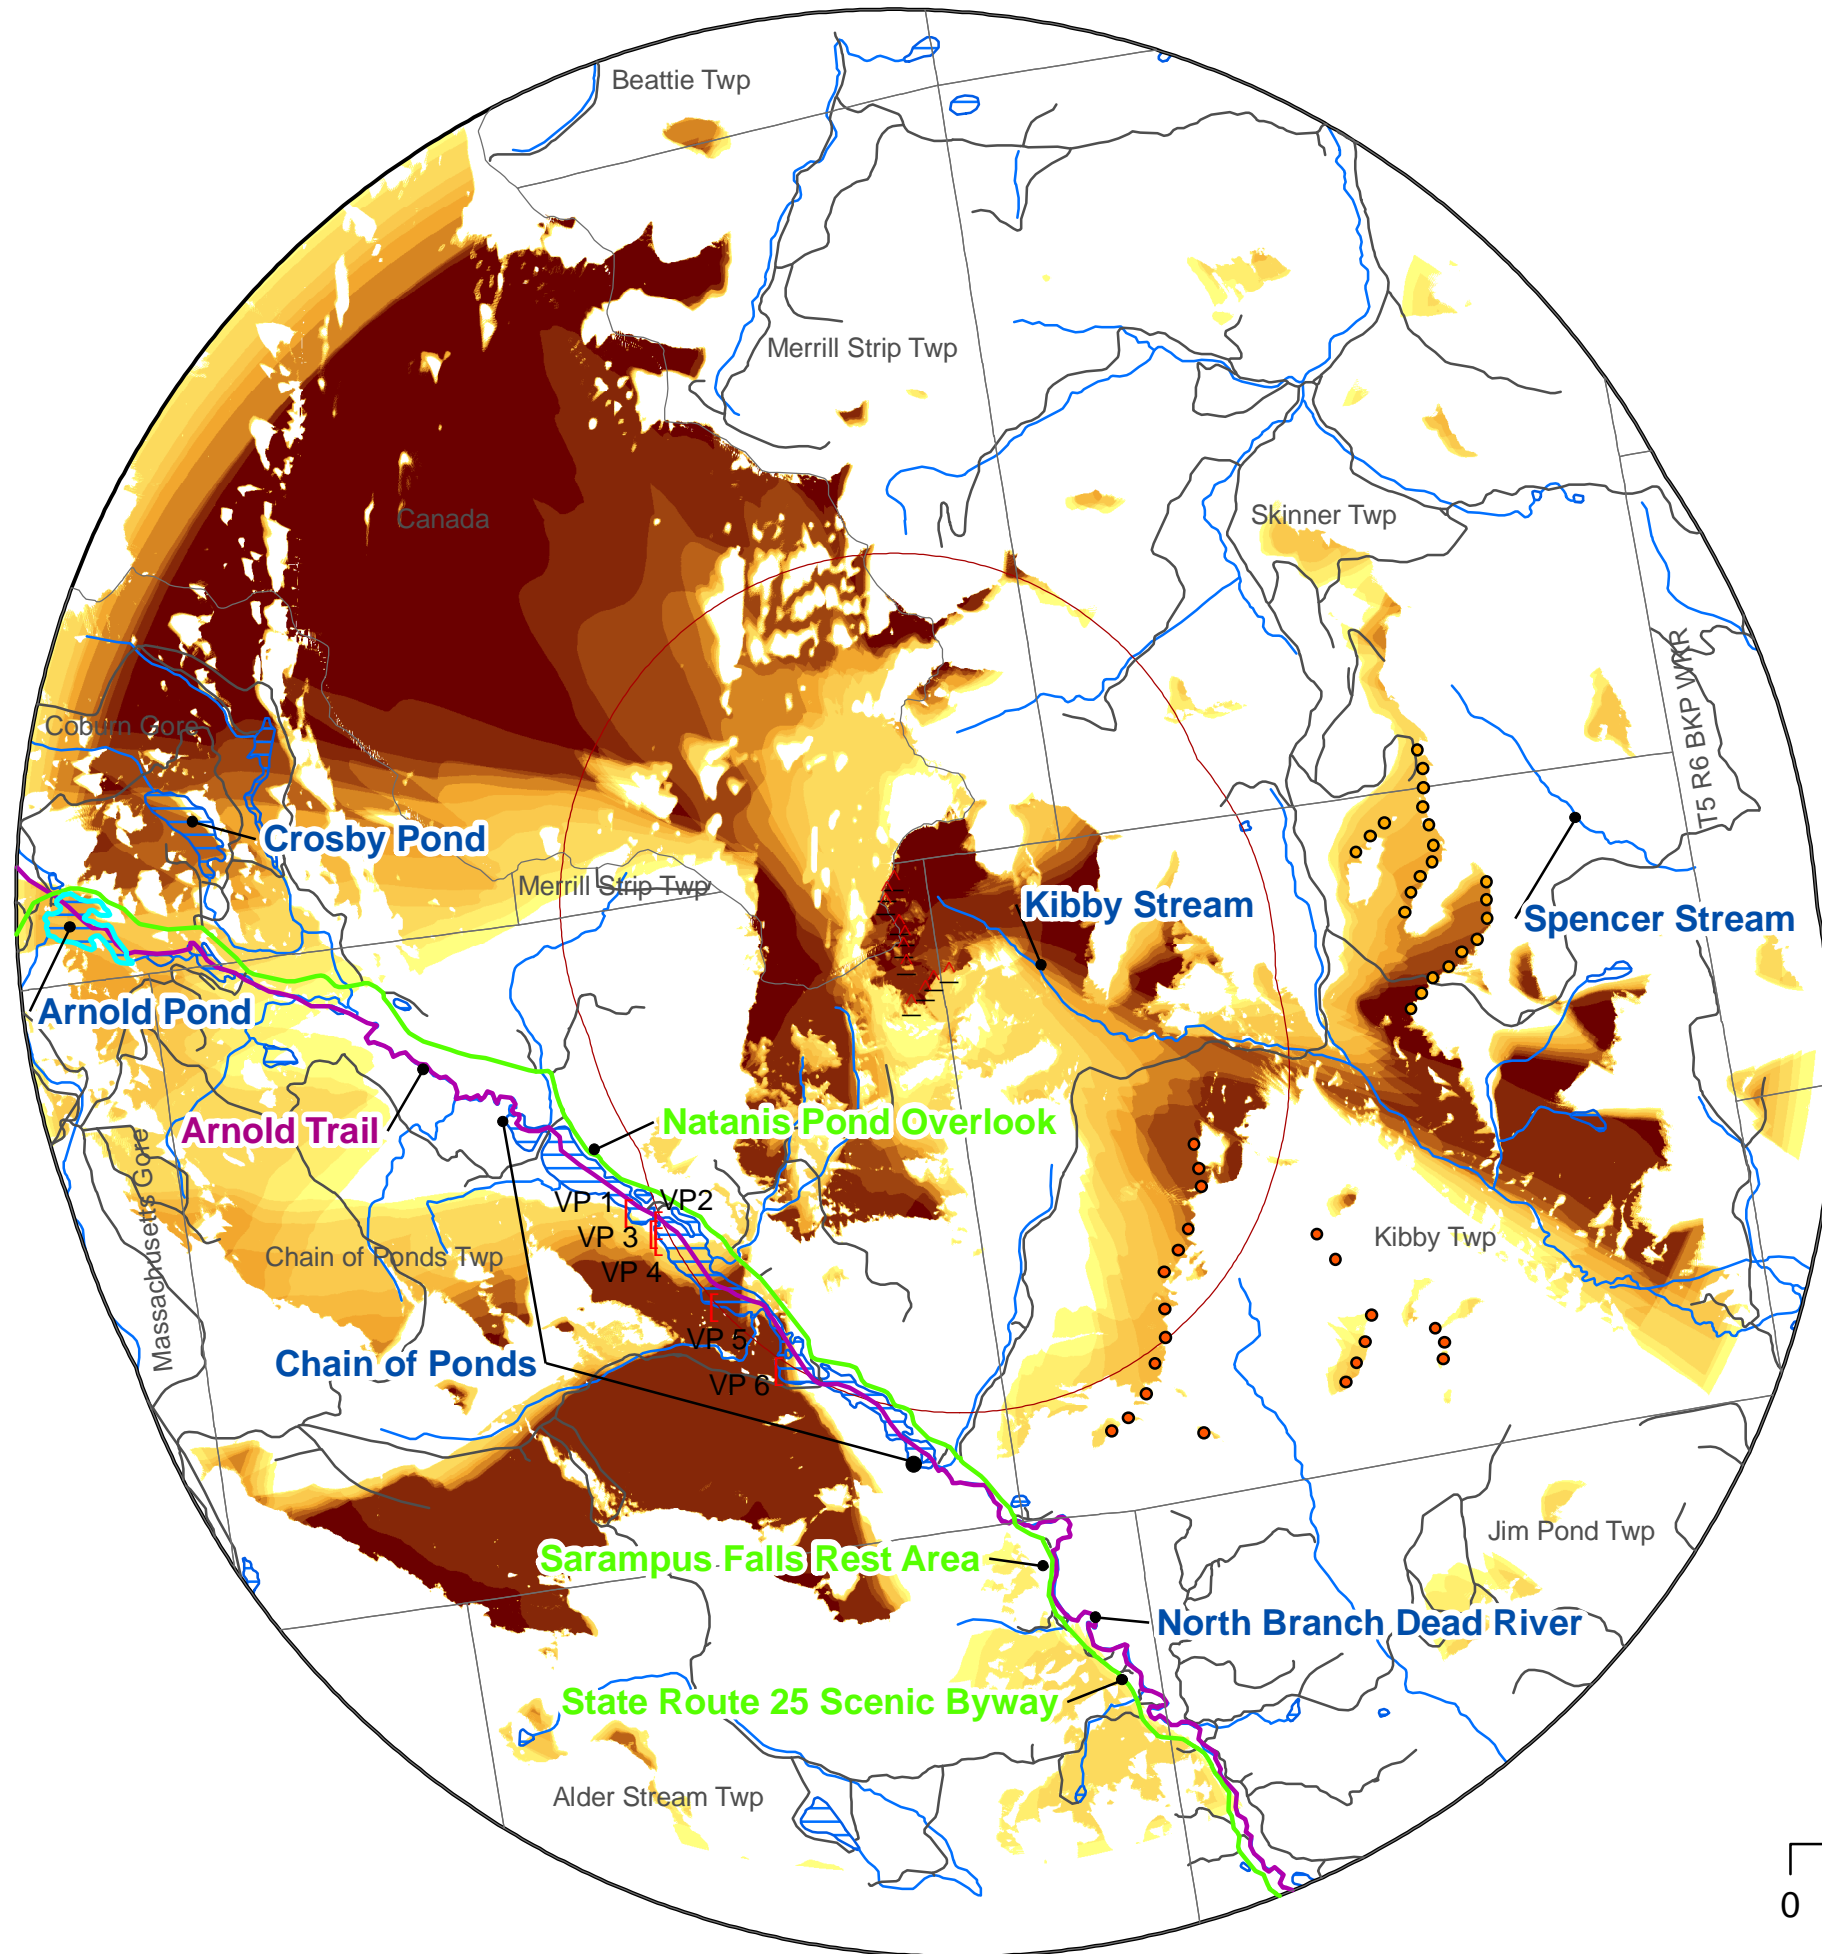 Beattie Twp
Merrill Strip Twp
Canada
Skinner Twp
T5 R6 BKP WKR
Coburn Gore
Crosby Pond
Merrill Strip Twp
Kibby Stream
Spencer Stream
Arnold Pond
Arnold Trail
Natanis Pond Overlook
Massachusetts Gore
VP 1
VP2
VP 3
VP 4
Chain of Ponds Twp
Kibby Twp
VP 5
Chain of Ponds
VP 6
Jim Pond Twp
Sarampus Falls Rest Area
North Branch Dead River
State Route 25 Scenic Byway
Alder Stream Twp
0